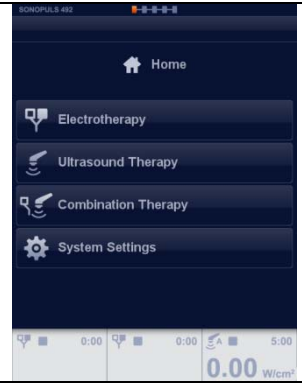 SONOPULS 492
Home
Electrotherapy
Ultrasound Therapy
Combination Therapy
System Settings
0:00 0:00 A 5:00
0.00 W/cm²